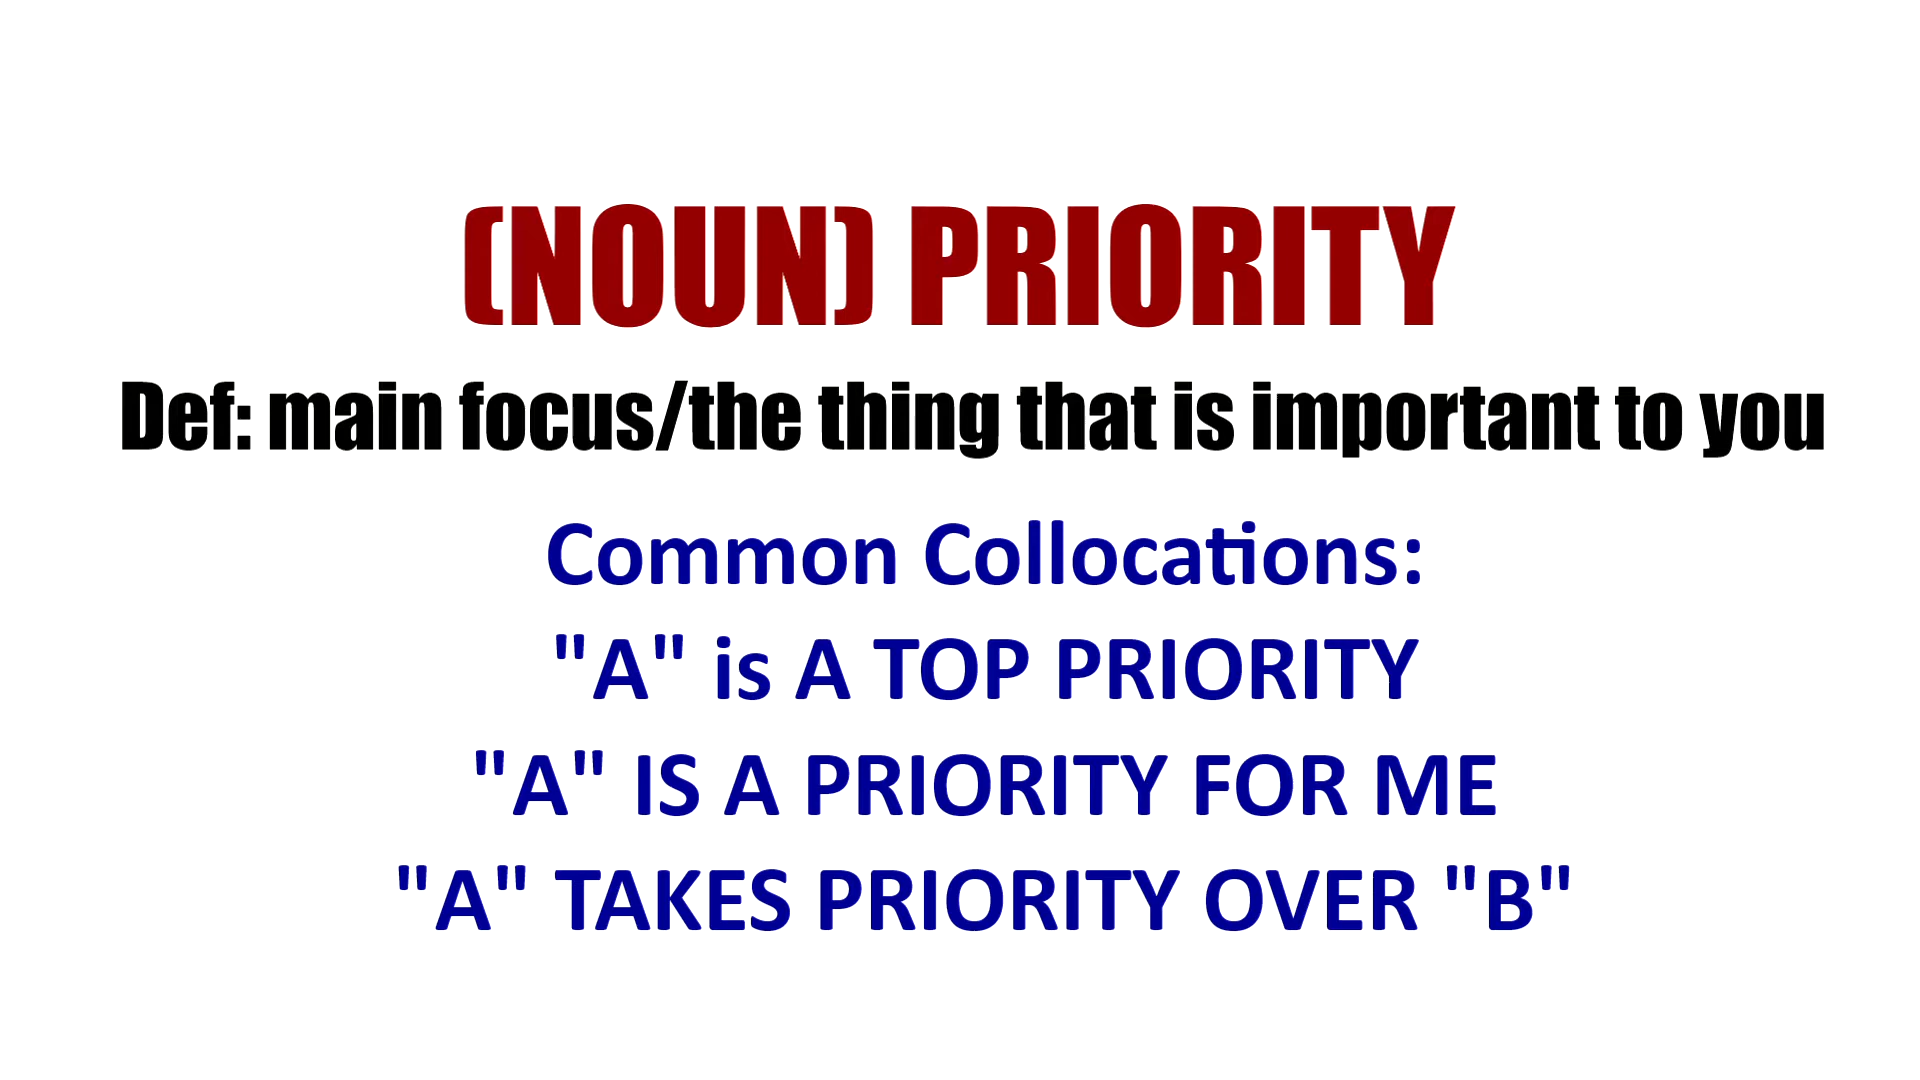 (NOUN) PRIORITY
Def: main focus/the thing that is important to you
Common Collocations:
"A" is A TOP PRIORITY
"A" IS A PRIORITY FOR ME
"A" TAKES PRIORITY OVER "B"